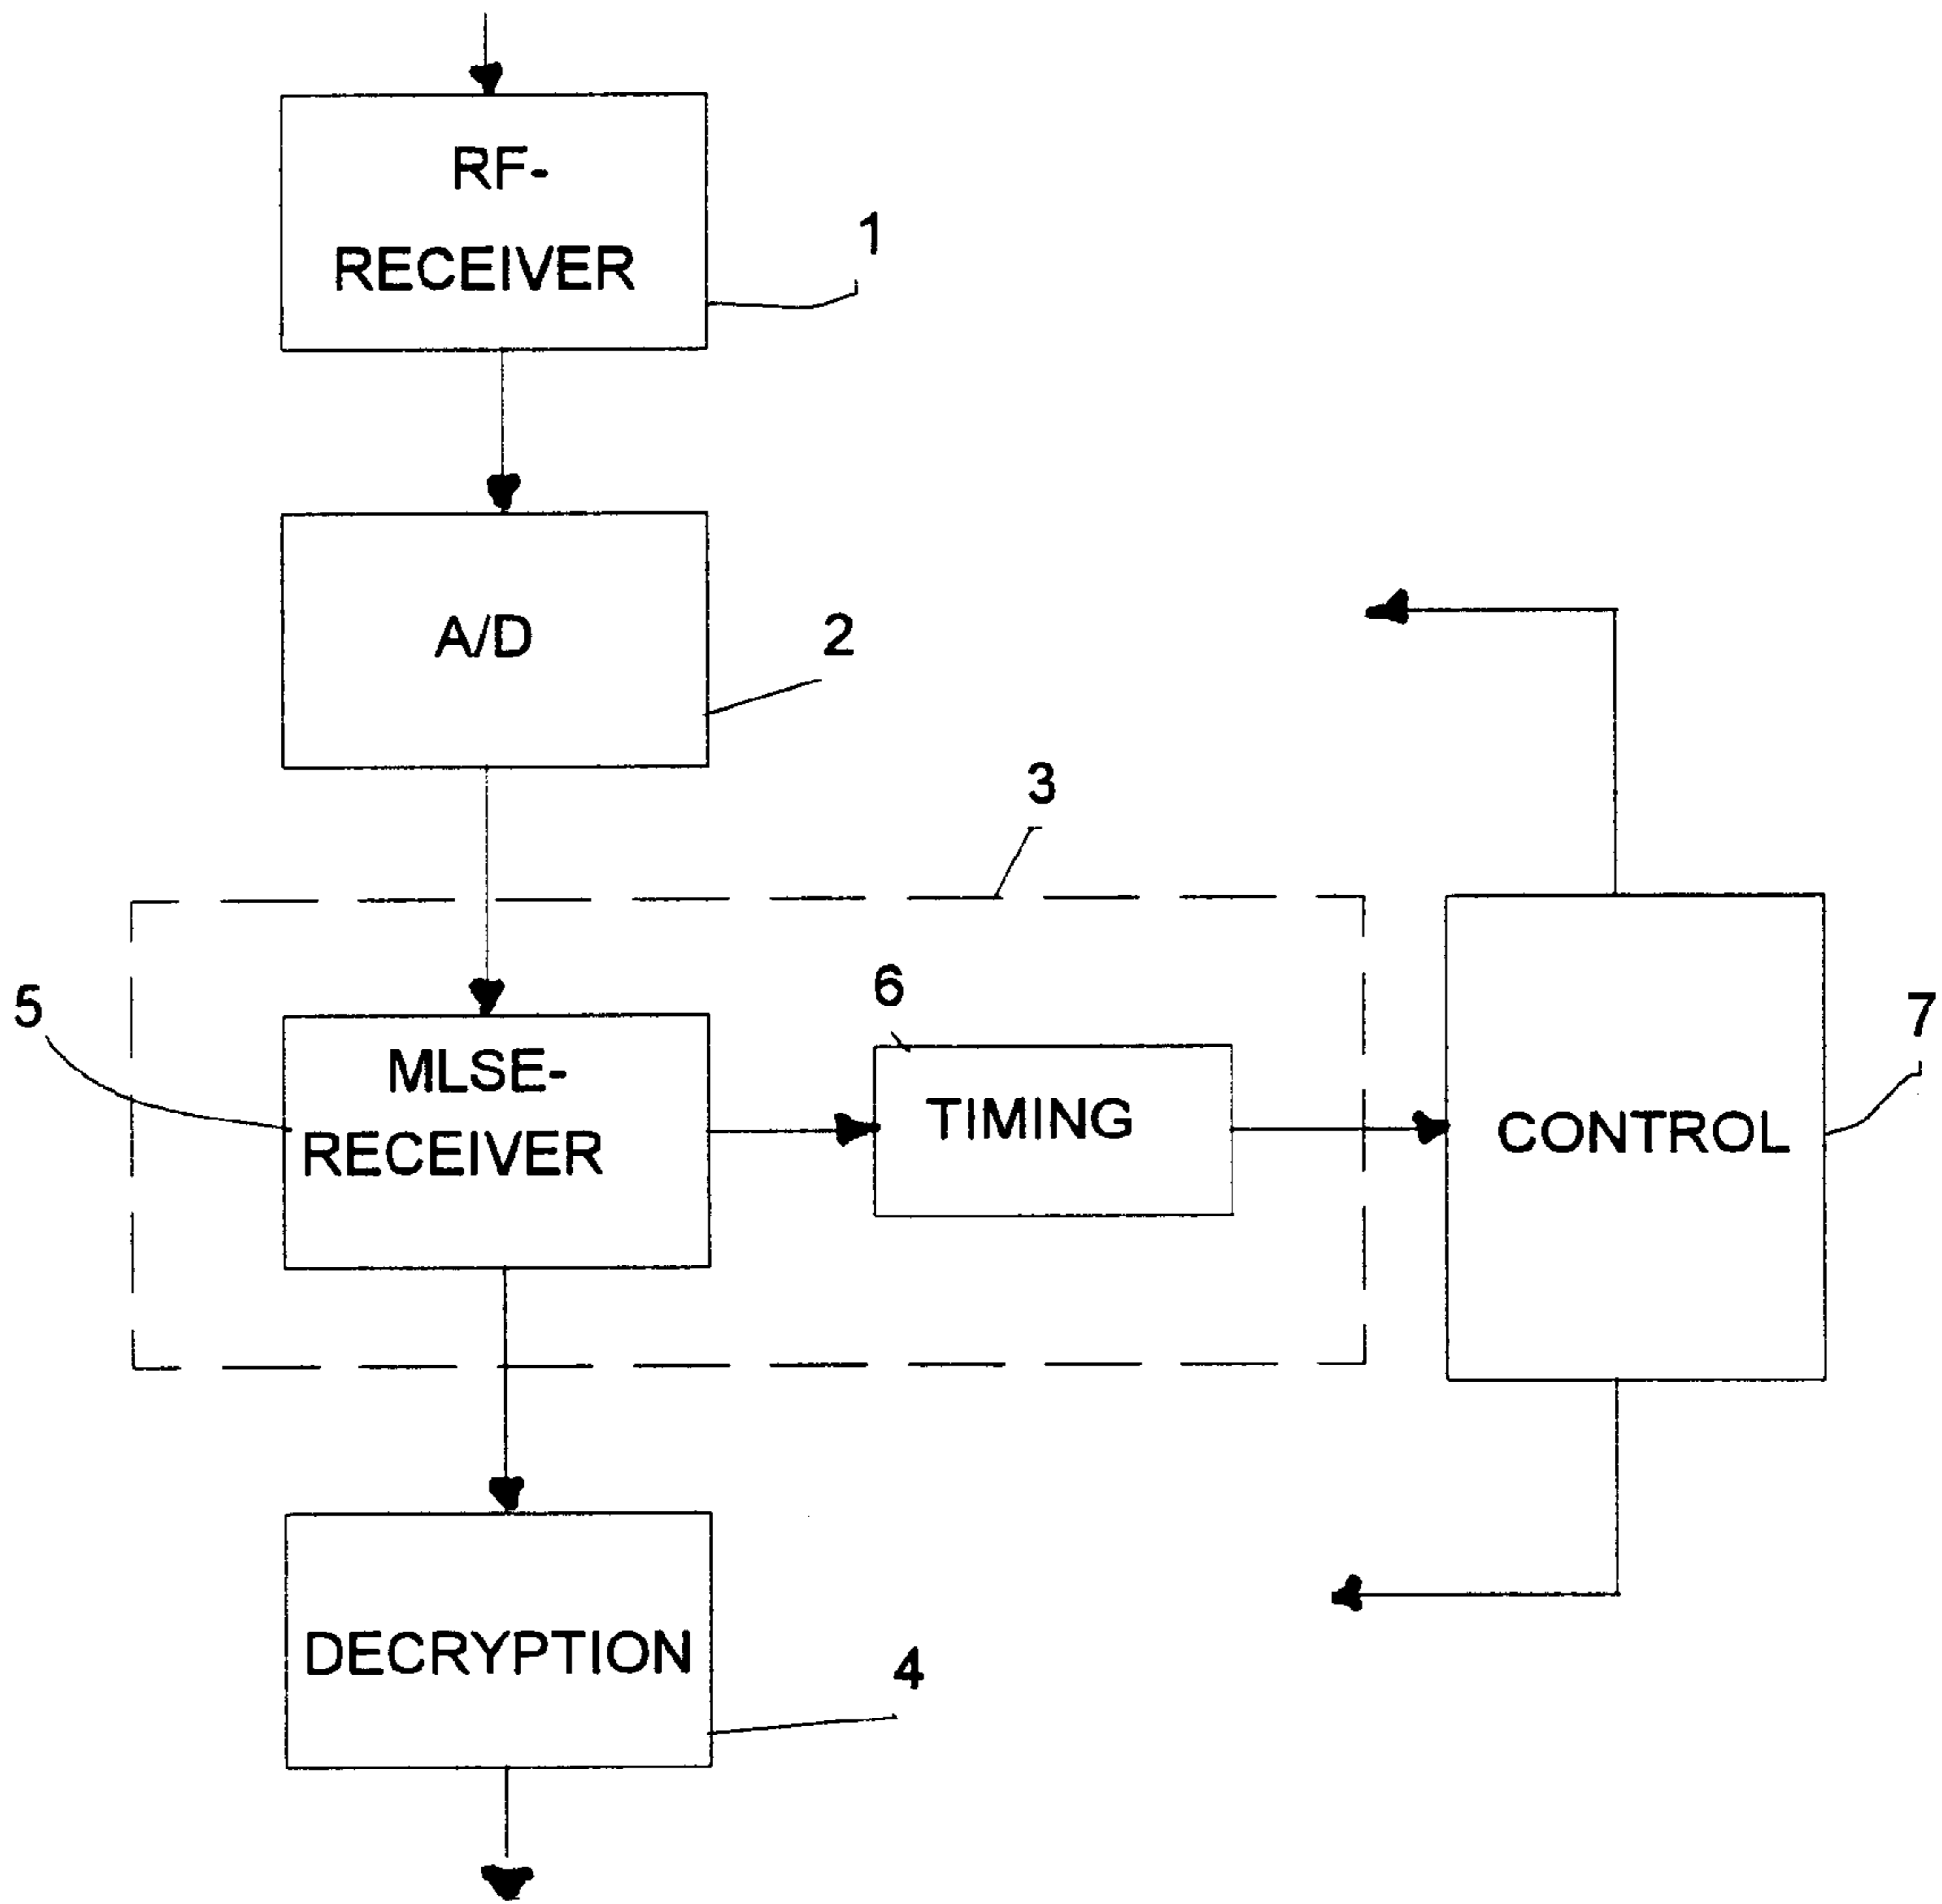 RF-
RECEIVER
1
A/D
2
3
5
MLSE-
RECEIVER
6
TIMING
7
CONTROL
DECRYPTION
4